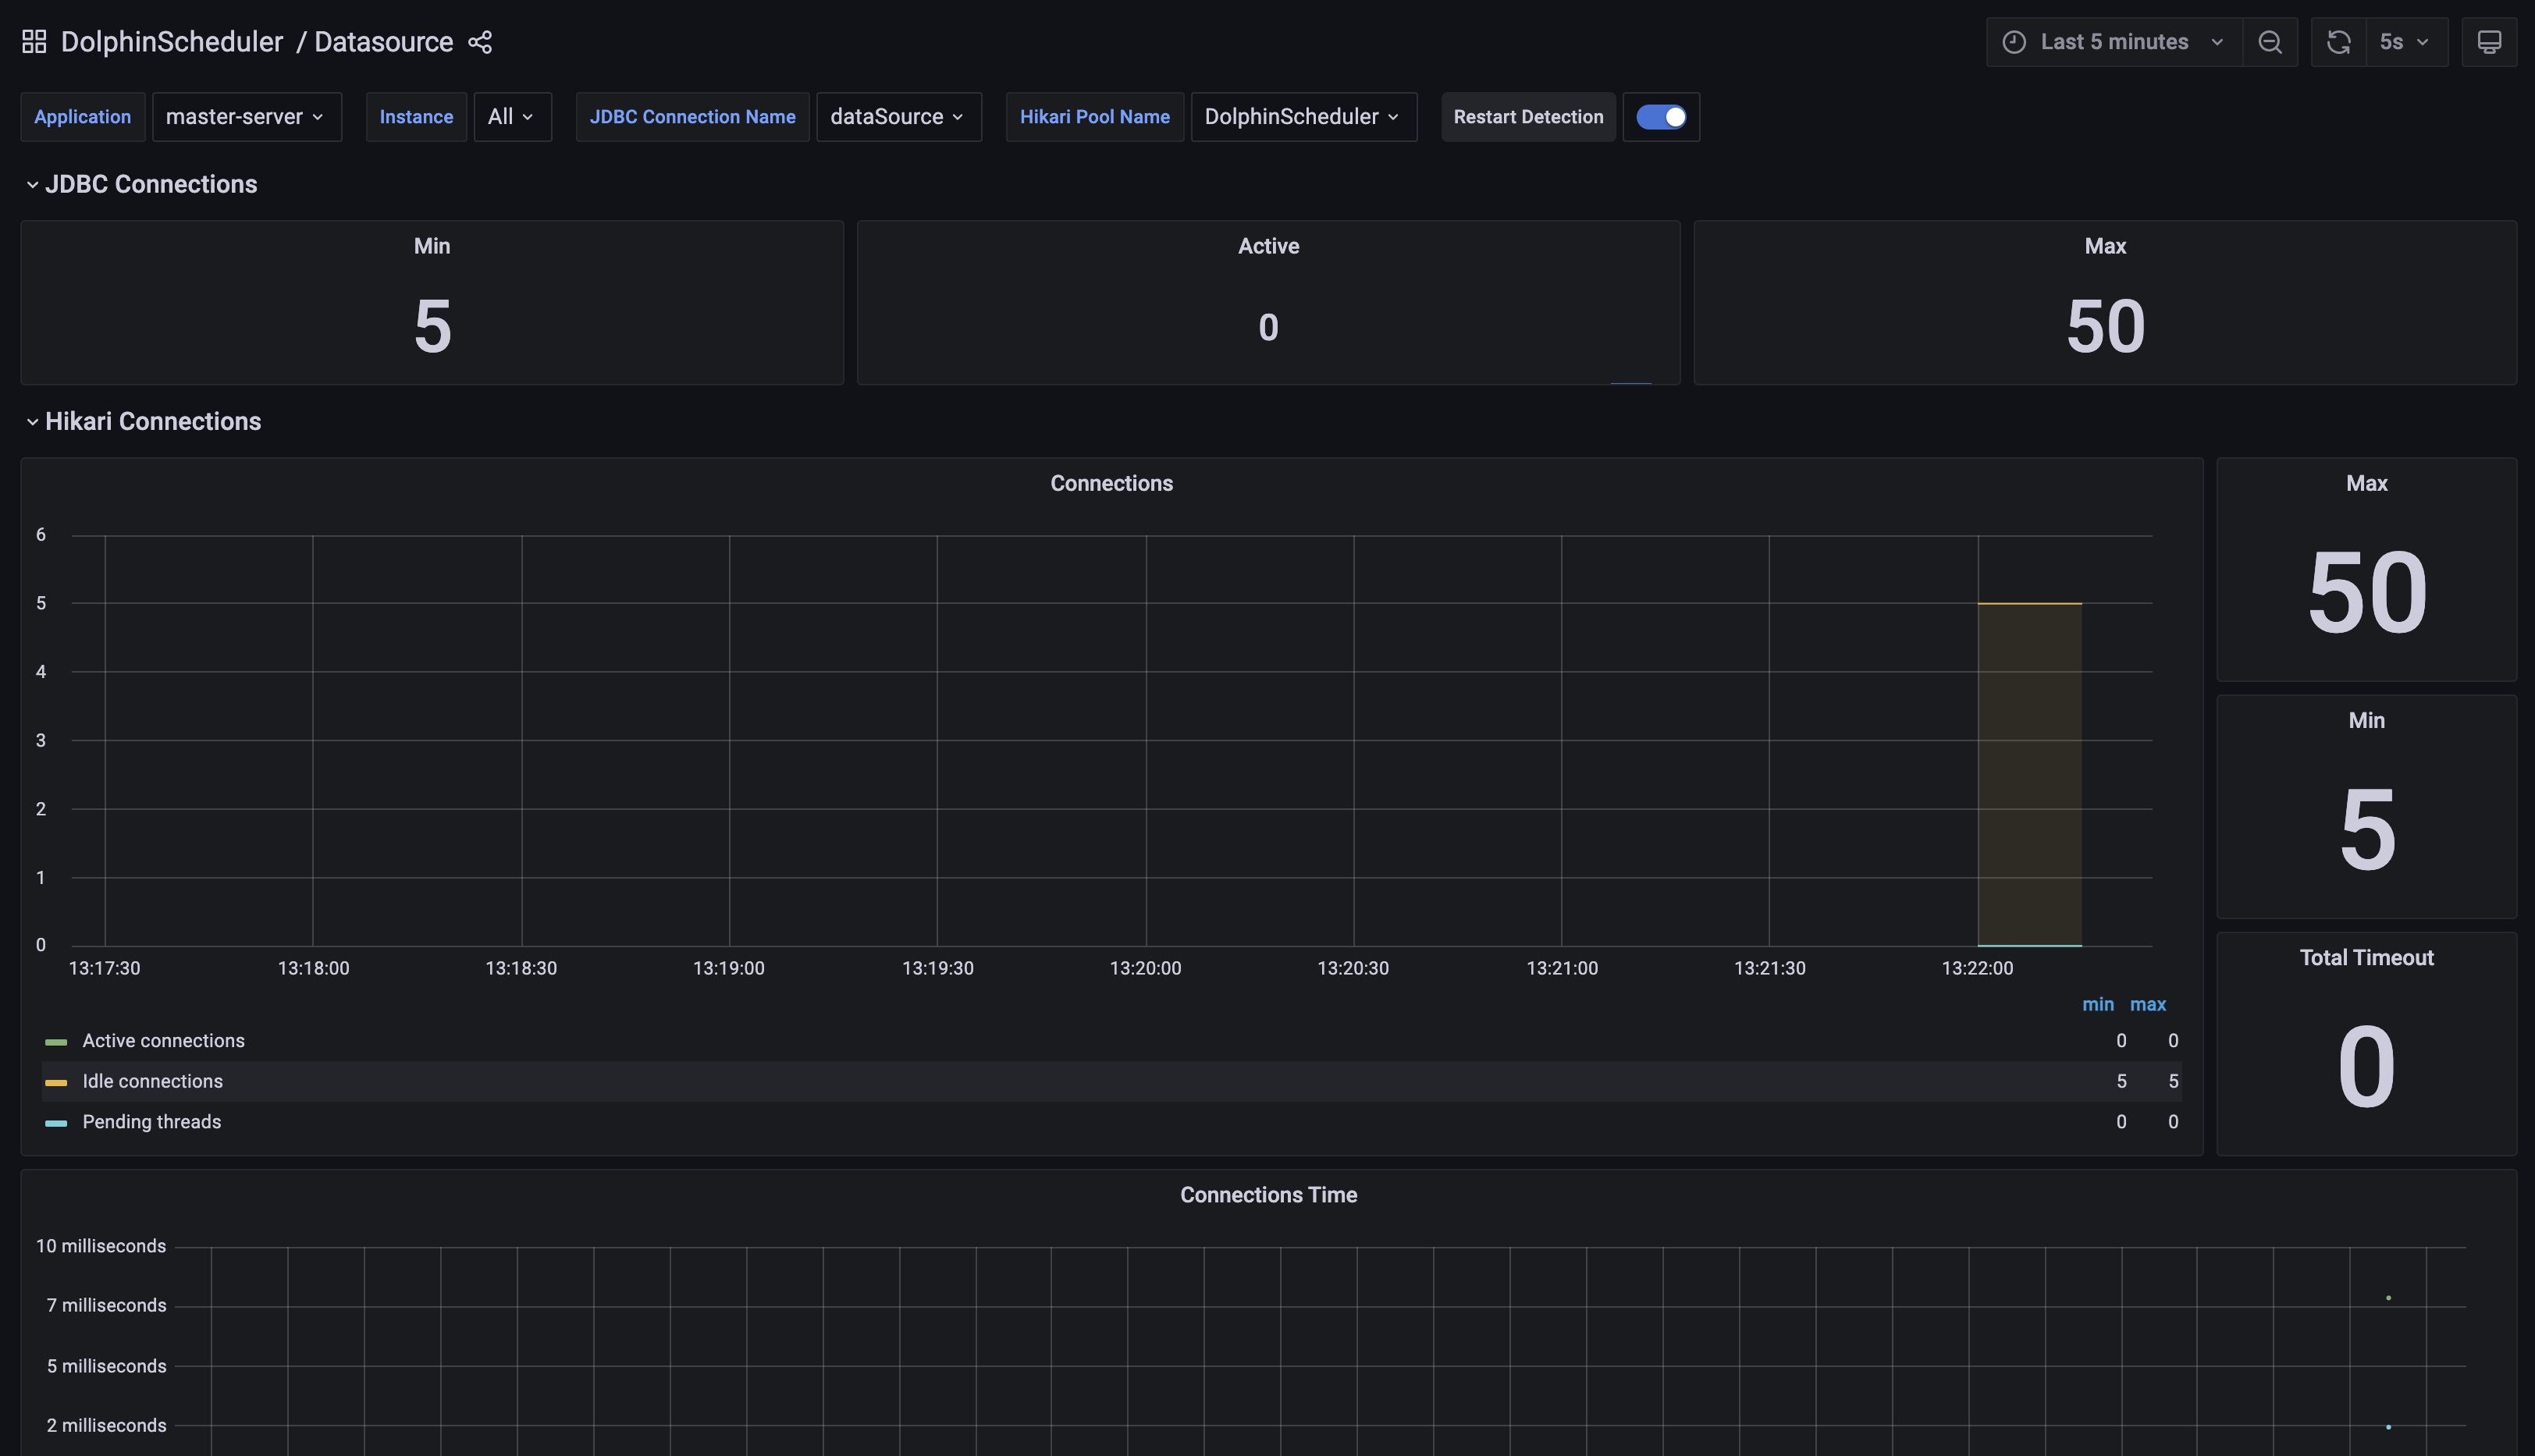 DolphinScheduler / Datasource
Last 5 minutes
5s
Application master-server Instance All JDBC Connection Name dataSource Hikari Pool Name DolphinScheduler Restart Detection
JDBC Connections
Min
5
Active
0
Max
50
Hikari Connections
Connections
6
5
4
3
2
1
0
13:17:30 13:18:00 13:18:30 13:19:00 13:19:30 13:20:00 13:20:30 13:21:00 13:21:30 13:22:00
min max
Active connections 0 0
Idle connections 5 5
Pending threads 0 0
Max
50
Min
5
Total Timeout
0
Connections Time
10 milliseconds
7 milliseconds
5 milliseconds
2 milliseconds